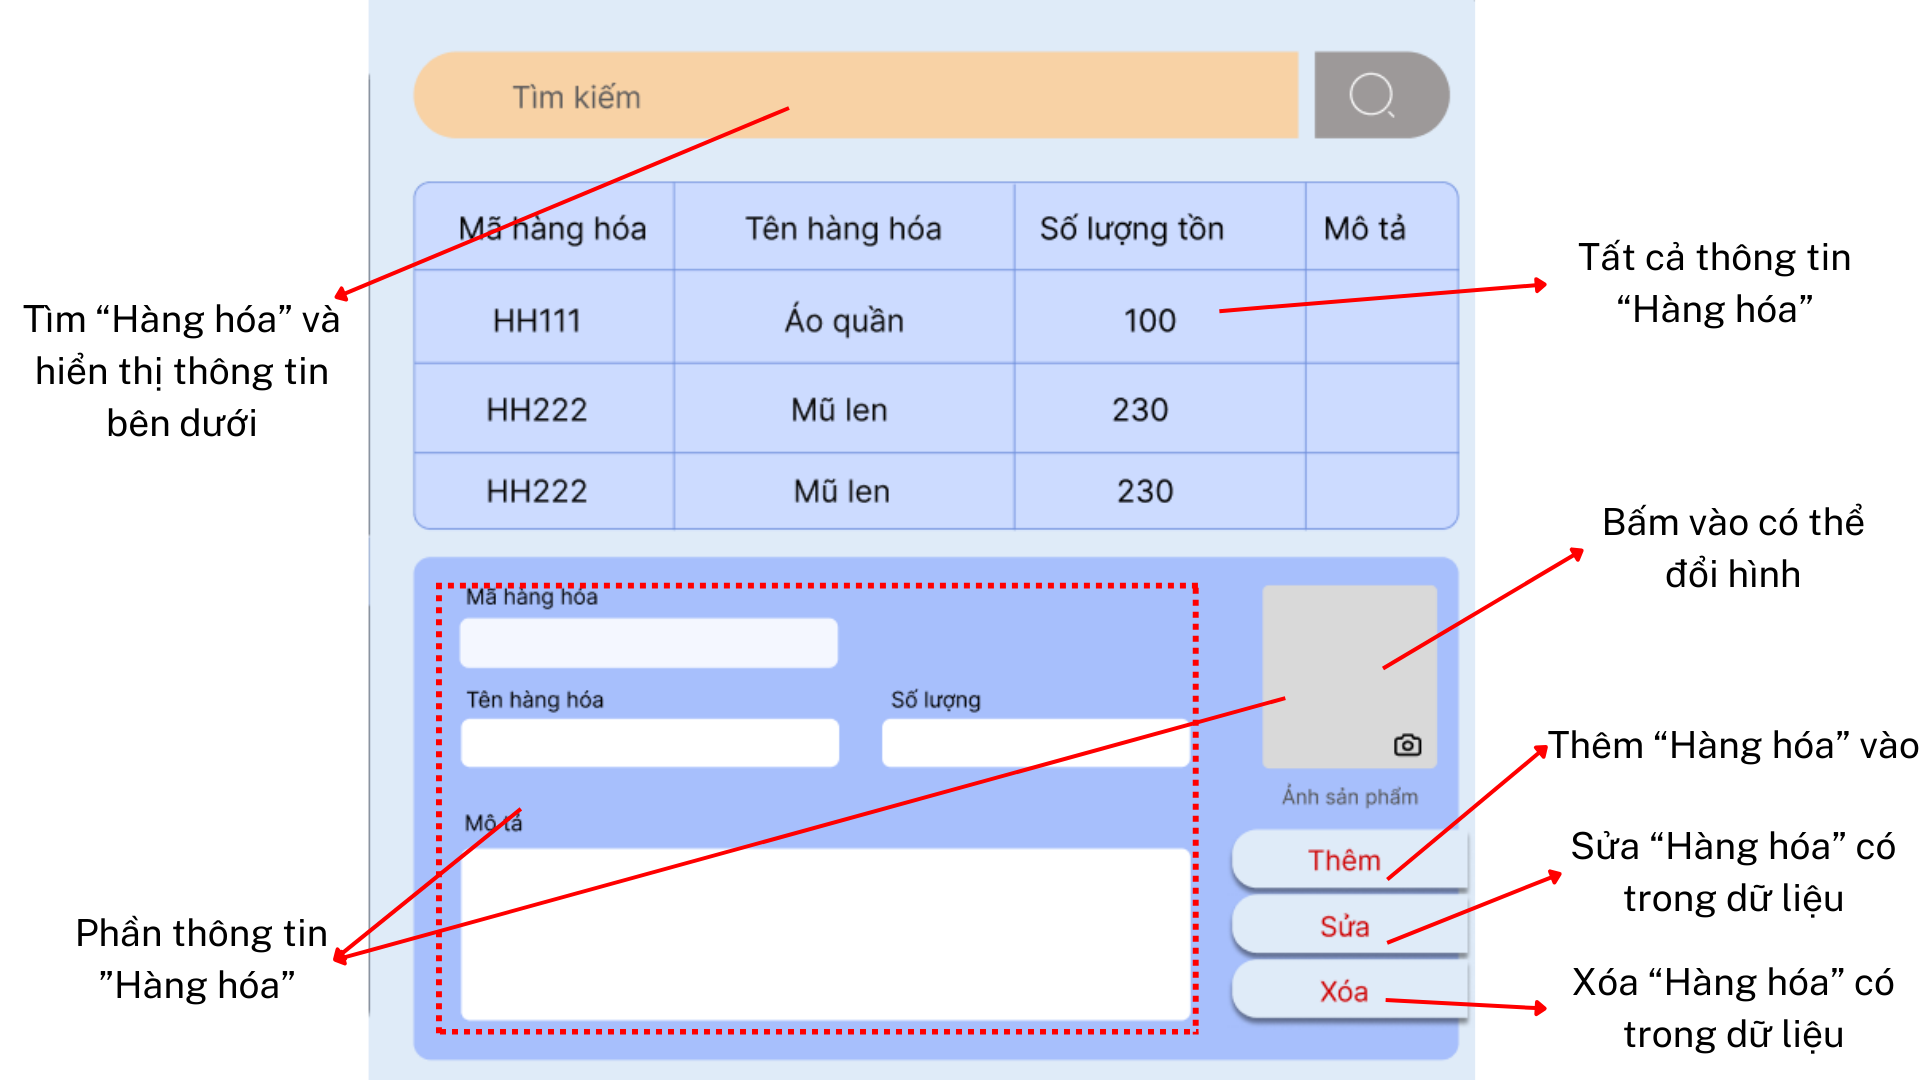 Tìm kiếm
Mã hàng hóa Tên hàng hóa Số lượng tồn Mô tả
HH111 Áo quần 100
HH222 Mũ len 230
HH222 Mũ len 230
Tìm “Hàng hóa” và
hiển thị thông tin
bên dưới
Tất cả thông tin
“Hàng hóa”
Bấm vào có thể
đổi hình
Mã hàng hóa
Tên hàng hóa Số lượng
Mô tả
Ảnh sản phẩm
Thêm
Sửa
Xóa
Thêm “Hàng hóa” vào
Sửa “Hàng hóa” có
trong dữ liệu
Xóa “Hàng hóa” có
trong dữ liệu
Phần thông tin
”Hàng hóa”